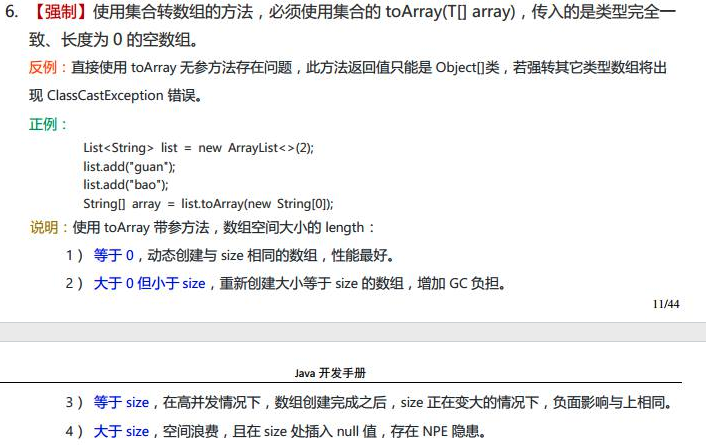 6. 【强制】使用集合转数组的方法，必须使用集合的 toArray(T[] array)，传入的是类型完全一
致、长度为 0 的空数组。
反例：直接使用 toArray 无参方法存在问题，此方法返回值只能是 Object[]类，若强转其它类型数组将出
现 ClassCastException 错误。
正例：
List<String> list = new ArrayList<>(2);
list.add("guan");
list.add("bao");
String[] array = list.toArray(new String[0]);
说明：使用 toArray 带参方法，数组空间大小的 length：
1） 等于 0，动态创建与 size 相同的数组，性能最好。
2） 大于 0 但小于 size，重新创建大小等于 size 的数组，增加 GC 负担。
11/44
Java 开发手册
3） 等于 size，在高并发情况下，数组创建完成之后，size 正在变大的情况下，负面影响与上相同。
4） 大于 size，空间浪费，且在 size 处插入 null 值，存在 NPE 隐患。